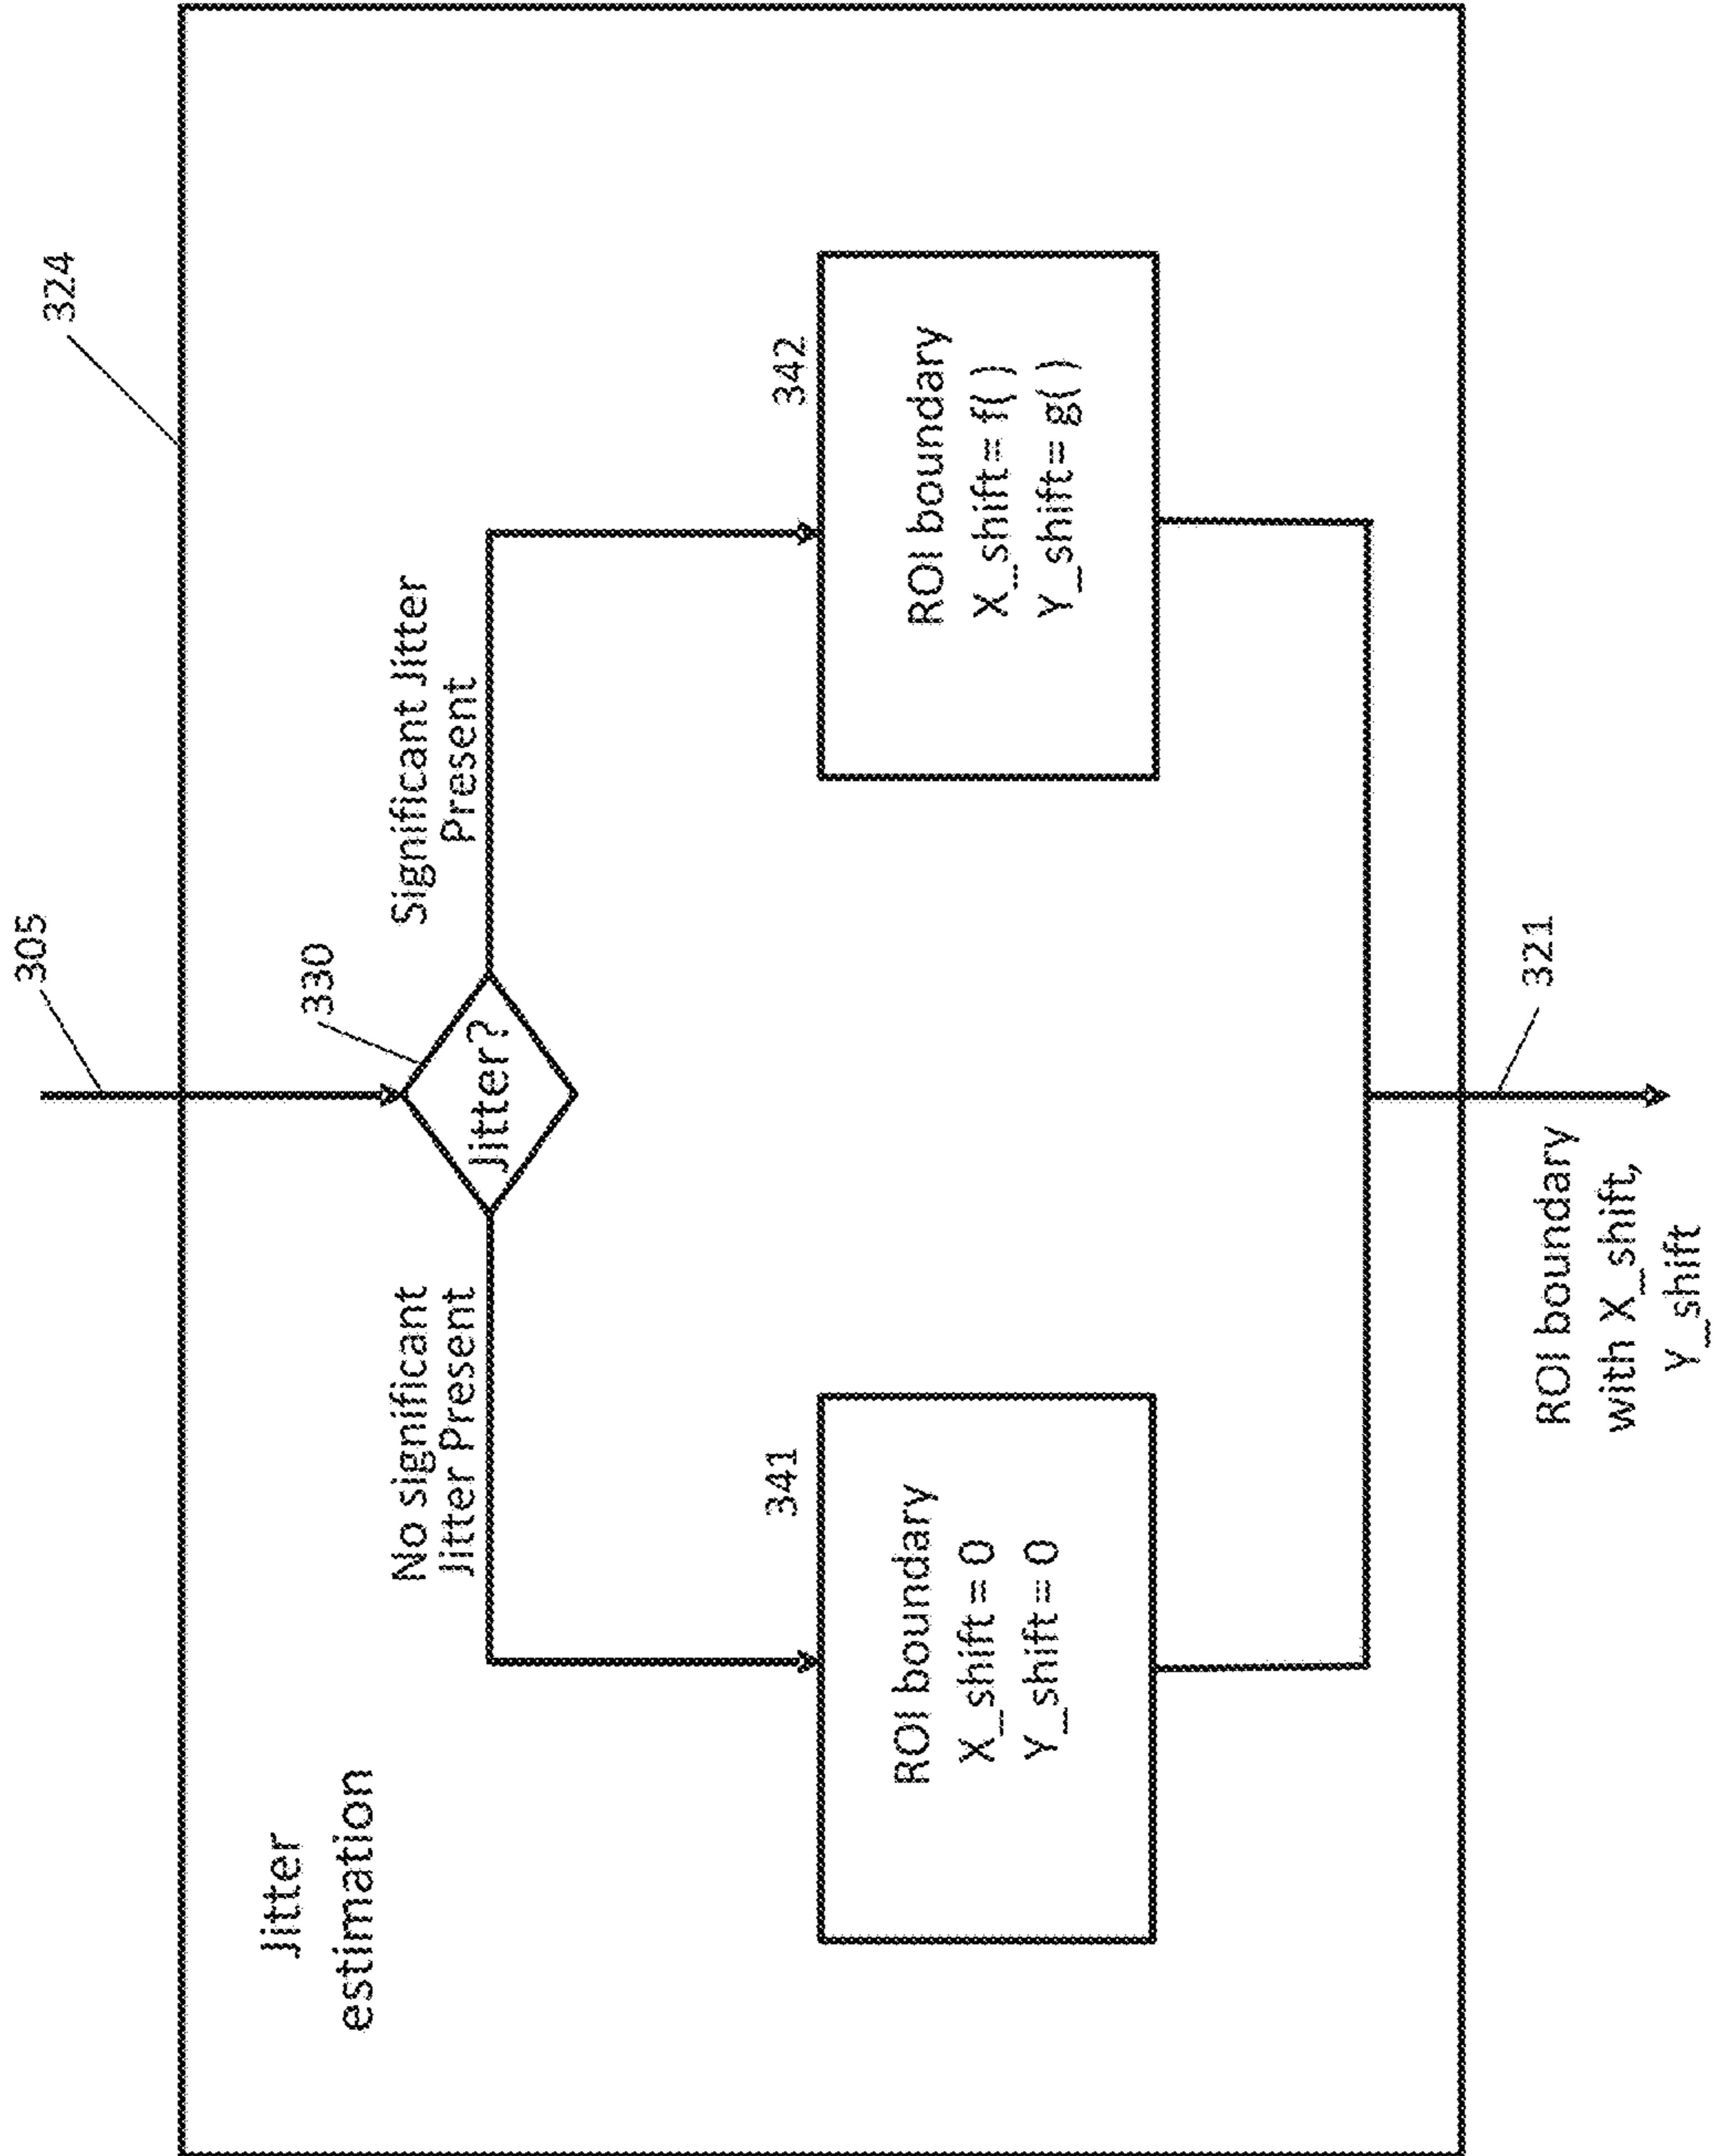 305
324
Jitter
estimation
330
Jitter?
No significant
Jitter Present
Significant Jitter
Present
341
ROI boundary
X_shift = 0
Y_shift = 0
342
ROI boundary
X_shift= f( )
Y_shift= g( )
ROI boundary
with X_shift,
Y_shift
321